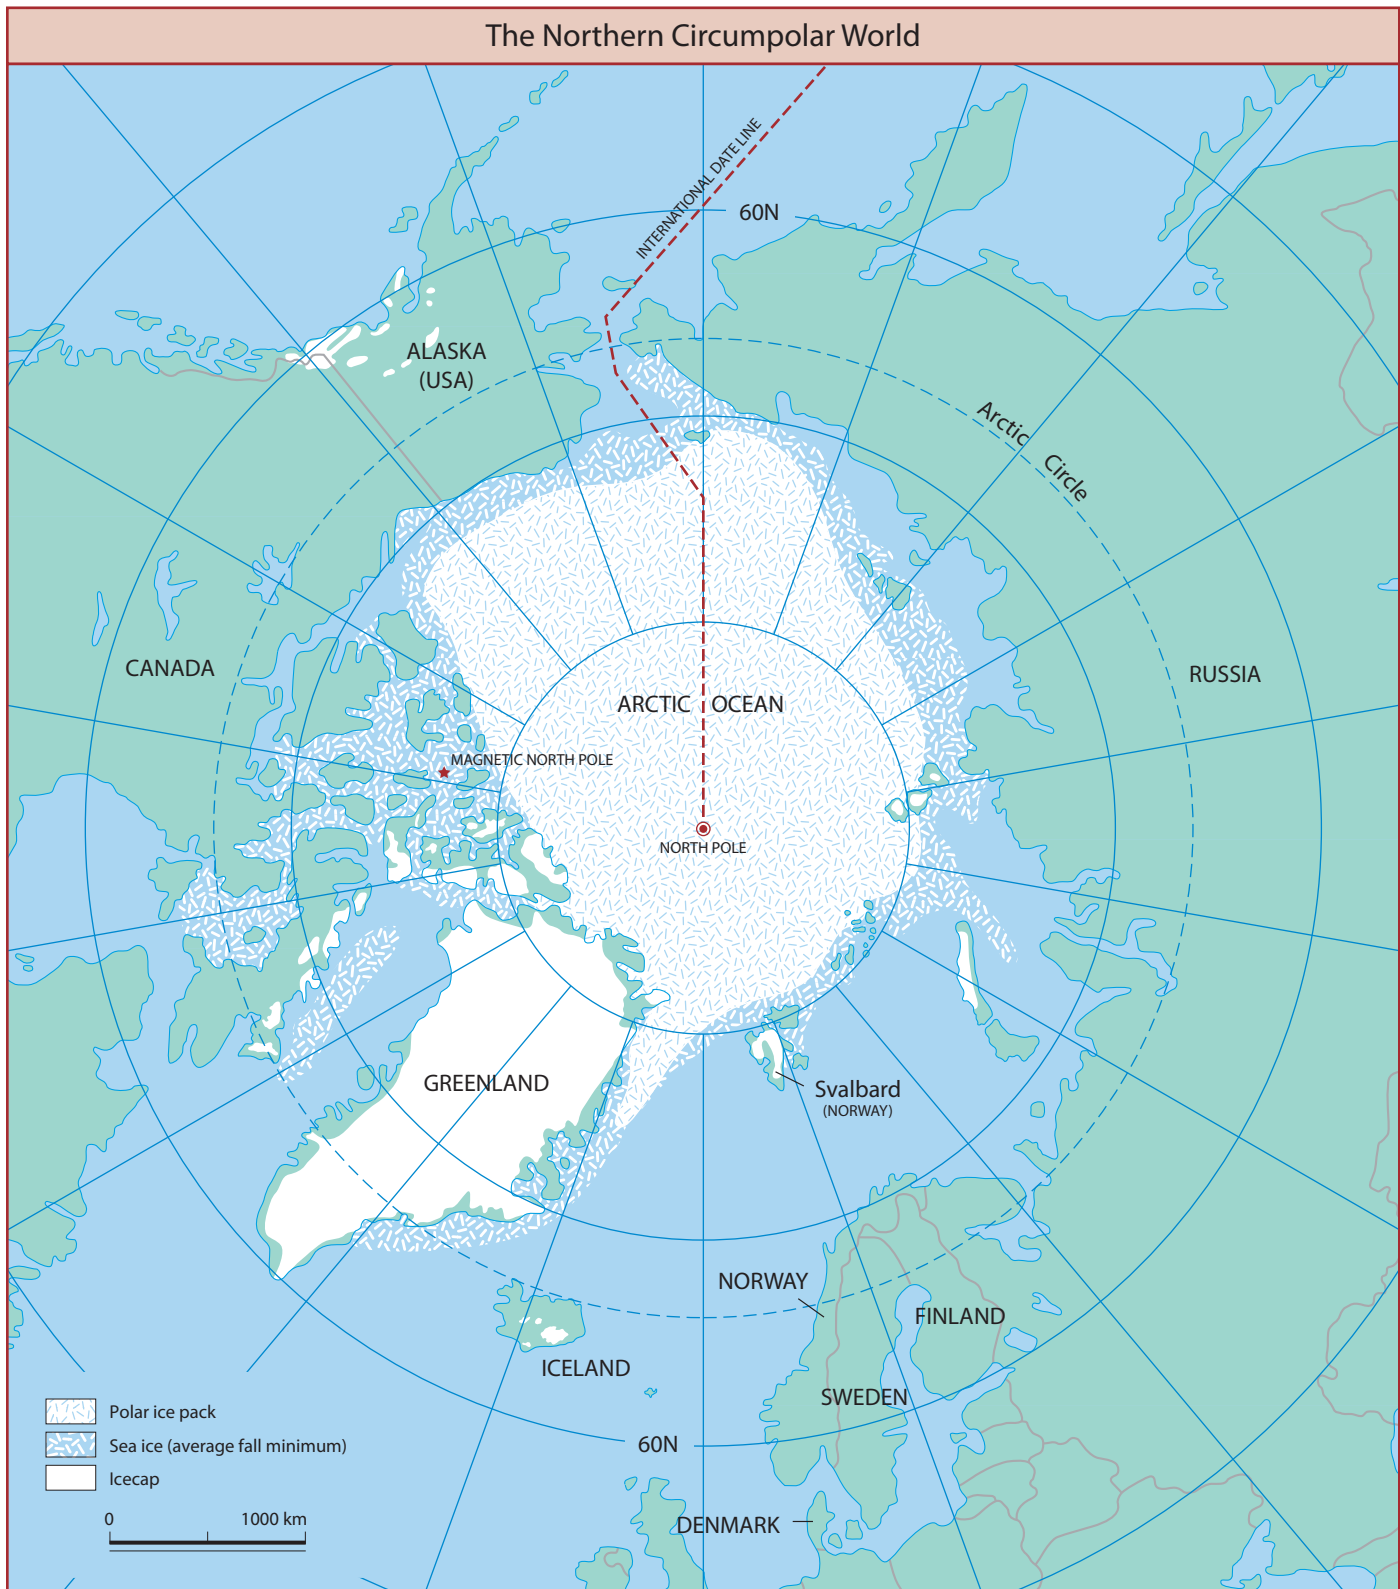 The Northern Circumpolar World
INTERNATIONAL DATE LINE
60N
ALASKA
(USA)
Arctic Circle
CANADA
RUSSIA
ARCTIC OCEAN
MAGNETIC NORTH POLE
NORTH POLE
GREENLAND
Svalbard
(NORWAY)
NORWAY
FINLAND
ICELAND
SWEDEN
Polar ice pack
Sea ice (average fall minimum)
60N
Icecap
0 1000 km
DENMARK